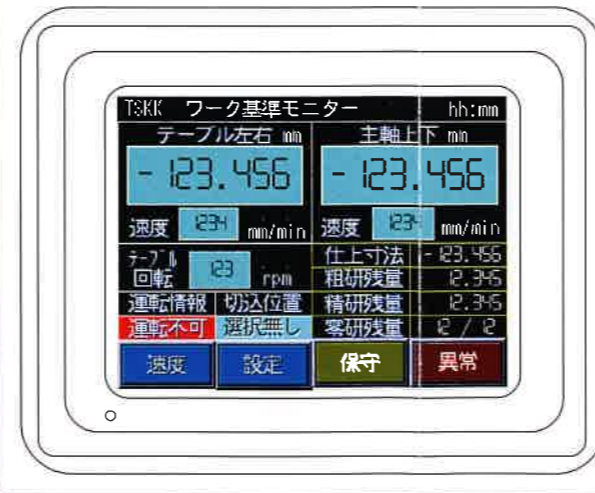 TSKK ワーク基準モニター hh:mm
テーブル左右 mm 主軸上下 mm
-123.456 -123.456
速度 1234 mm/min 速度 1234 mm/min
テーブル 仕上寸法 -123.456
回転 123 rpm 粗研残量 12.345
運転情報 切込位置 精研残量 12.345
運転不可 選択無し 零研残量 12 / 12
速度 設定 保守 異常